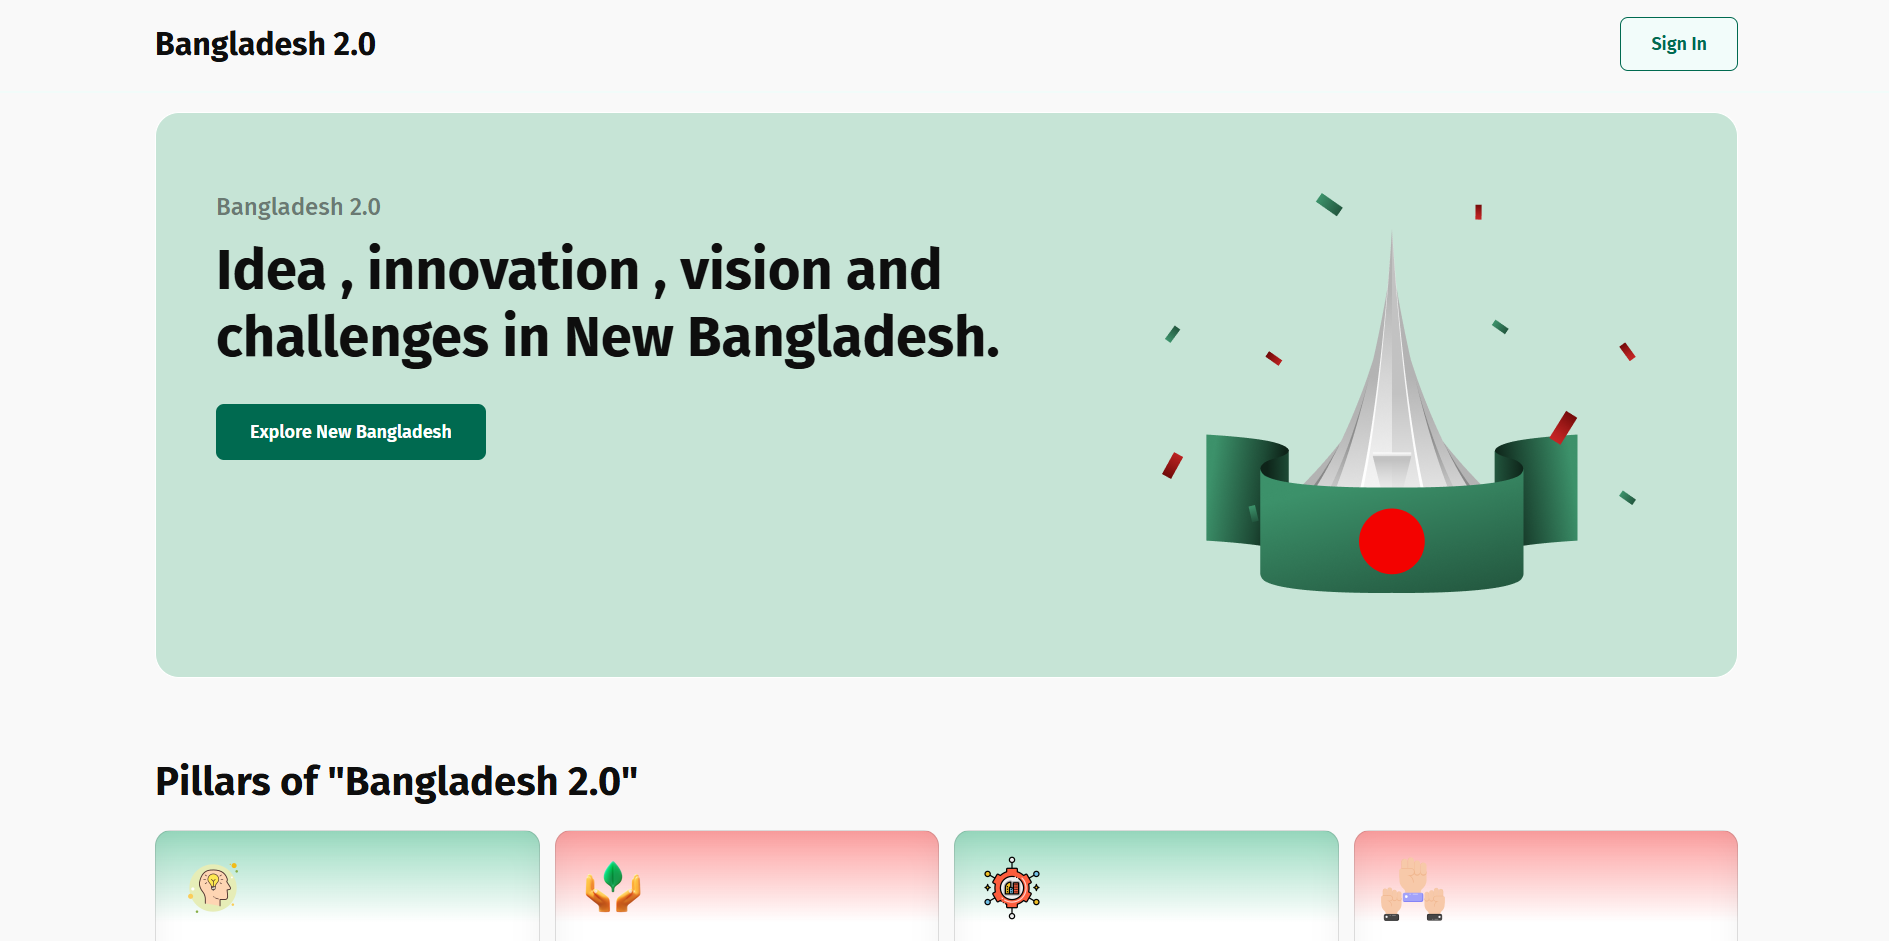 Bangladesh 2.0
Sign In
Bangladesh 2.0
Idea , innovation , vision and
challenges in New Bangladesh.
Explore New Bangladesh
Pillars of "Bangladesh 2.0"